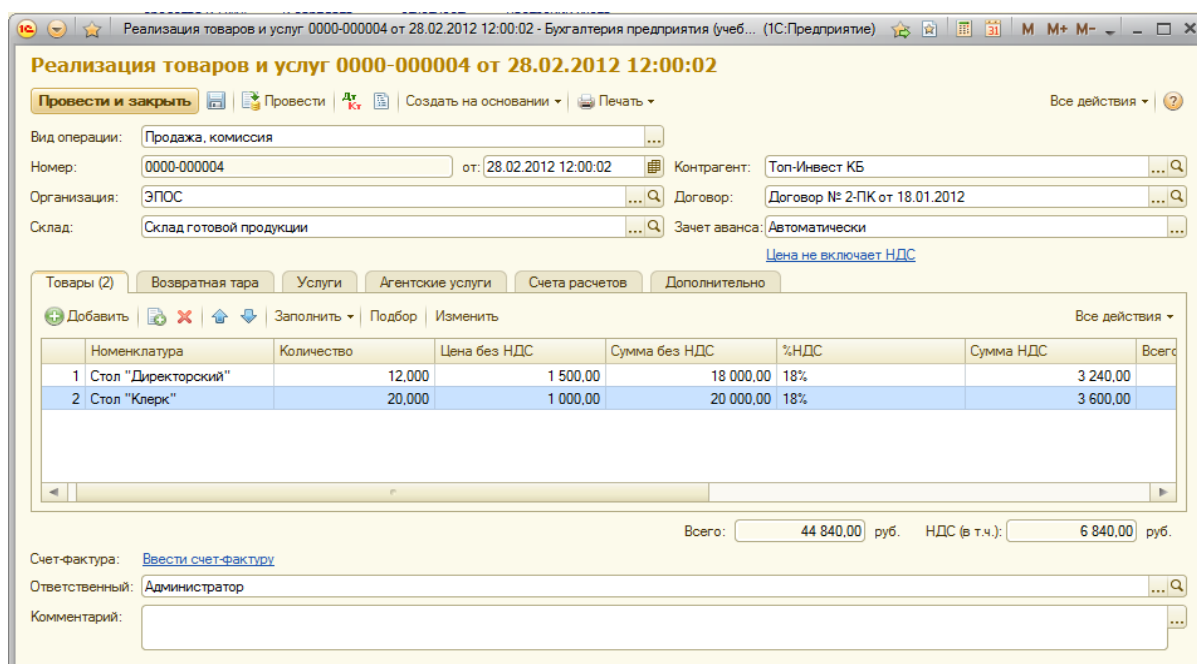 Реализация товаров и услуг 0000-000004 от 28.02.2012 12:00:02 - Бухгалтерия предприятия (учеб... (1С:Предприятие) 31 M M+ M-
Реализация товаров и услуг 0000-000004 от 28.02.2012 12:00:02
Провести и закрыть Провести Дт Кт Создать на основании Печать Все действия ?
Вид операции: Продажа, комиссия ...
Номер: 0000-000004 от: 28.02.2012 12:00:02 Контрагент: Топ-Инвест КБ ...
Организация: ЭПОС ... Договор: Договор № 2-ПК от 18.01.2012 ...
Склад: Склад готовой продукции ... Зачет аванса: Автоматически ...
Цена не включает НДС
Товары (2) Возвратная тара Услуги Агентские услуги Счета расчетов Дополнительно
Добавить Заполнить Подбор Изменить Все действия
Номенклатура Количество Цена без НДС Сумма без НДС %НДС Сумма НДС Всего
1 Стол "Директорский" 12,000 1 500,00 18 000,00 18% 3 240,00
2 Стол "Клерк" 20,000 1 000,00 20 000,00 18% 3 600,00
Всего: 44 840,00 руб. НДС (в т.ч.): 6 840,00 руб.
Счет-фактура: Ввести счет-фактуру
Ответственный: Администратор ...
Комментарий: ...